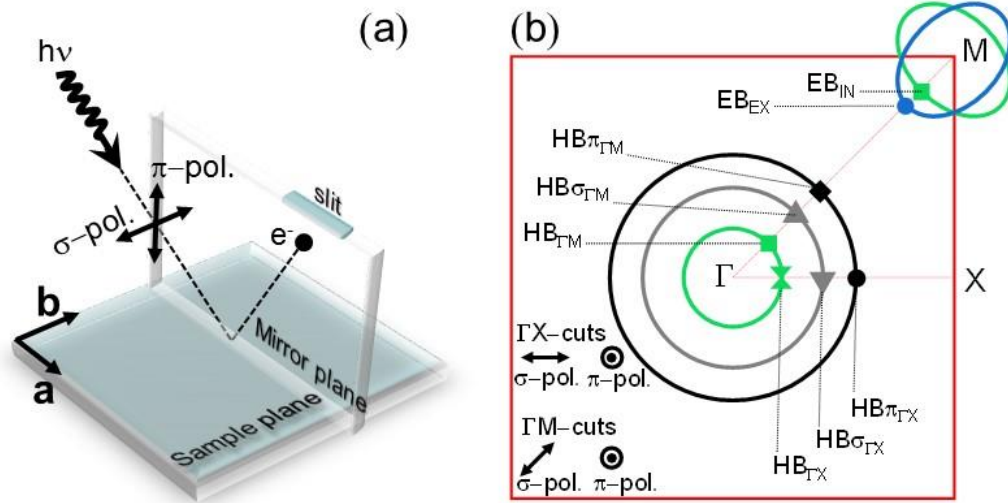 (a)
hν
π–pol.
σ–pol.
slit
e⁻
b
a
Mirror plane
Sample plane
(b)
M
EB_IN
EB_EX
HBπ_ΓM
HBσ_ΓM
HB_ΓM
Γ
X
ΓX–cuts
σ–pol. π–pol.
ΓM–cuts
σ–pol. π–pol.
HBπ_ΓX
HBσ_ΓX
HB_ΓX